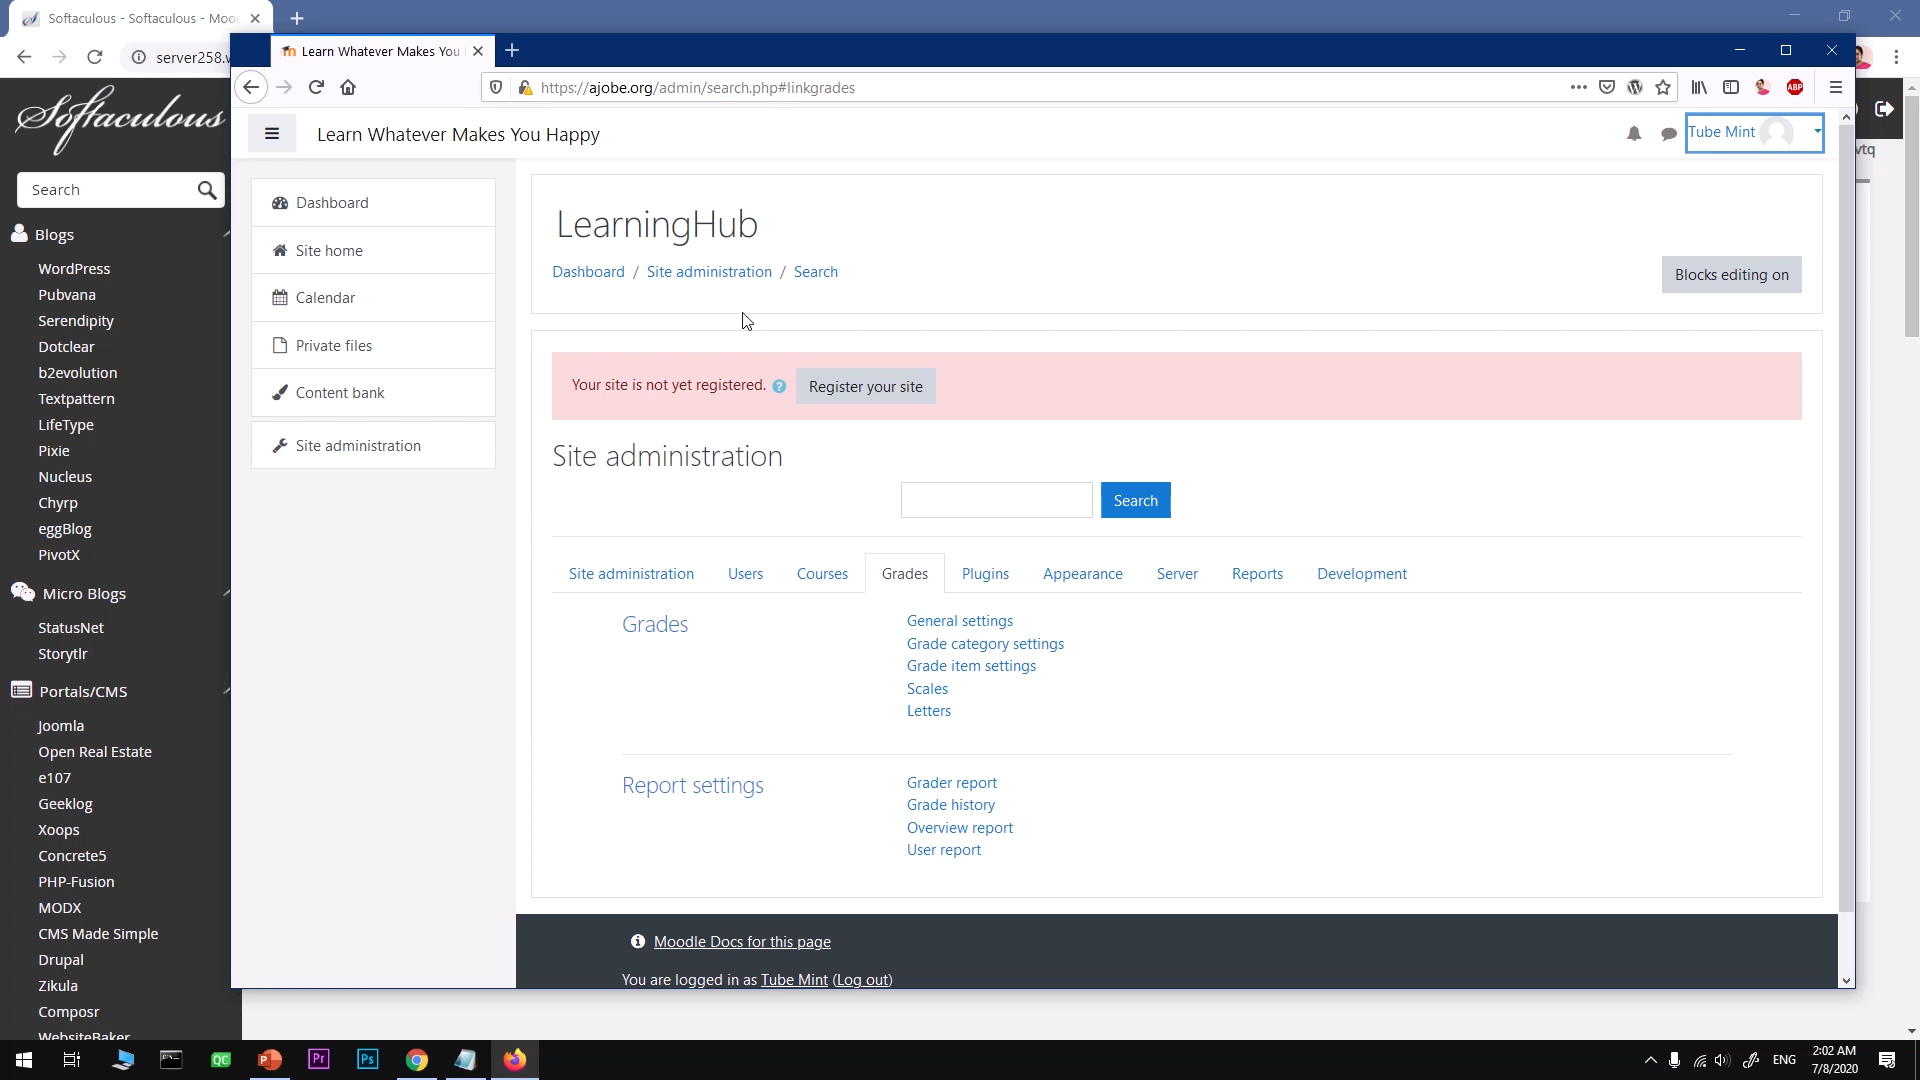 Softaculous - Softaculous - Moo
server258.w
Learn Whatever Makes You
https://ajobe.org/admin/search.php#linkgrades
ABP
Softaculous
Search
Blogs
WordPress
Pubvana
Serendipity
Dotclear
b2evolution
Textpattern
LifeType
Pixie
Nucleus
Chyrp
eggBlog
PivotX
Micro Blogs
StatusNet
Storytlr
Portals/CMS
Joomla
Open Real Estate
e107
Geeklog
Xoops
Concrete5
PHP-Fusion
MODX
CMS Made Simple
Drupal
Zikula
Composr
WebsiteBaker
Learn Whatever Makes You Happy
Tube Mint
vtq
Dashboard
Site home
Calendar
Private files
Content bank
Site administration
LearningHub
Dashboard / Site administration / Search
Blocks editing on
Your site is not yet registered. Register your site
Site administration
Search
Site administration Users Courses Grades Plugins Appearance Server Reports Development
Grades
General settings
Grade category settings
Grade item settings
Scales
Letters
Report settings
Grader report
Grade history
Overview report
User report
Moodle Docs for this page
You are logged in as Tube Mint (Log out)
QC
Pr
Ps
ENG
2:02 AM
7/8/2020